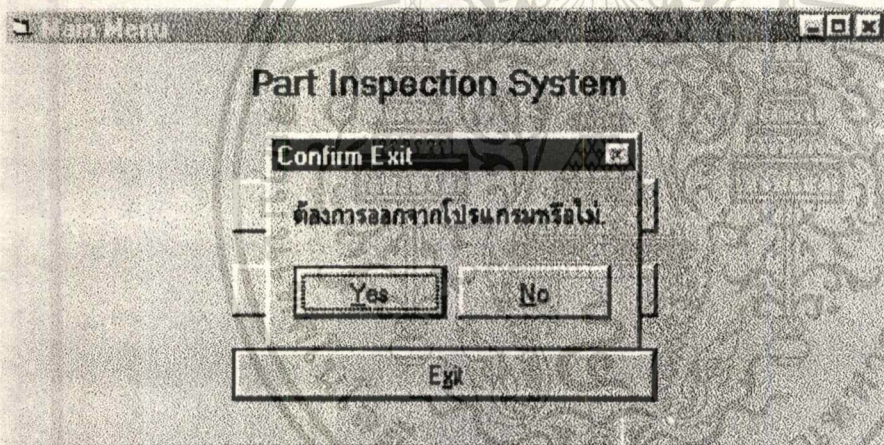 Main Menu
Part Inspection System
Confirm Exit
ต้องการออกจากโปรแกรมหรือไม่.
Yes
No
Exit